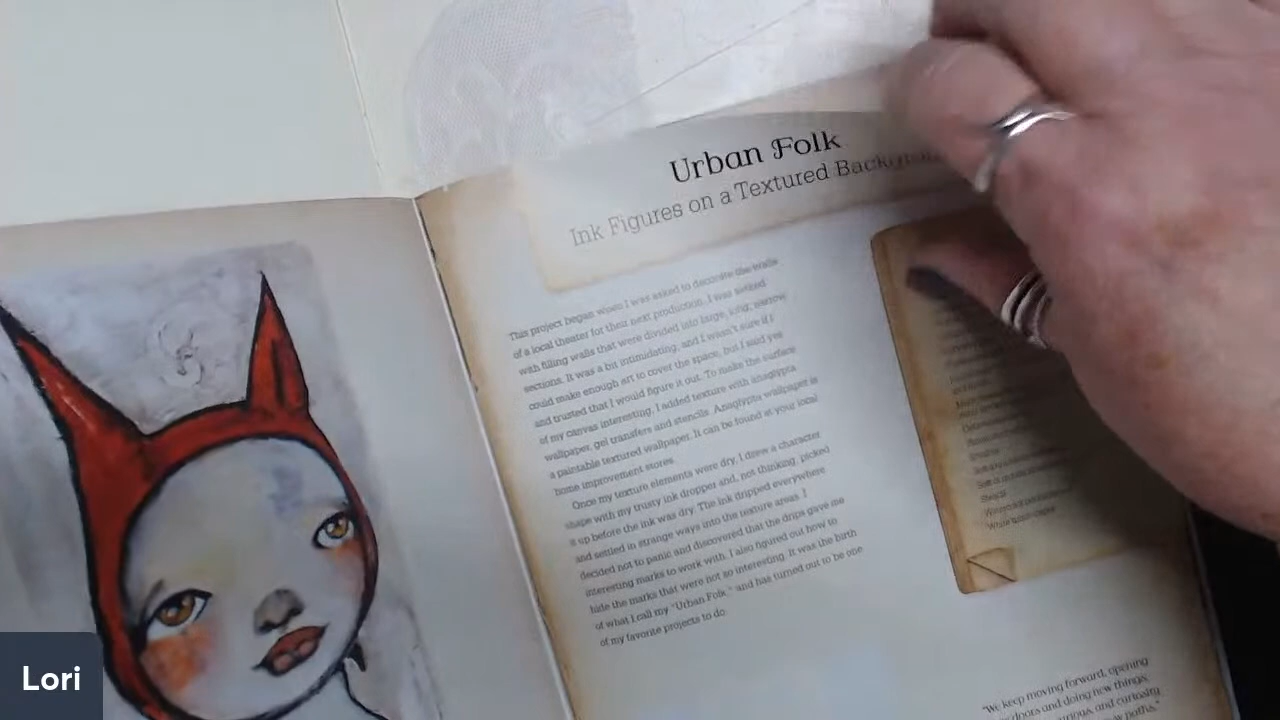 Urban Folk
Ink Figures on a Textured
This project began when I was asked to decorate the walls
of a local theater for their next production. I was tasked
with filling walls that were divided into large, long, narrow
sections. It was a bit intimidating, and I wasn't sure if I
could make enough art to cover the space, but I said yes
and trusted that I would figure it out. To make the surface
of my canvas interesting, I added texture with anaglypta
wallpaper, gel transfers and stencils. Anaglypta wallpaper is
a paintable textured wallpaper. It can be found at your local
home improvement stores.
Once my texture elements were dry, I drew a character
shape with my trusty ink dropper and, not thinking, picked
it up before the ink was dry. The ink dripped everywhere
and settled in strange ways into the texture areas. I
decided not to panic and discovered that the drips gave me
interesting marks to work with. I also figured out how to
hide the marks that were not so interesting. It was the birth
of what I call my "Urban Folk," and has turned out to be one
of my favorite projects to do.
White
"We keep moving forward, opening
doors and doing new things,
and curiosity
paths."
Lori